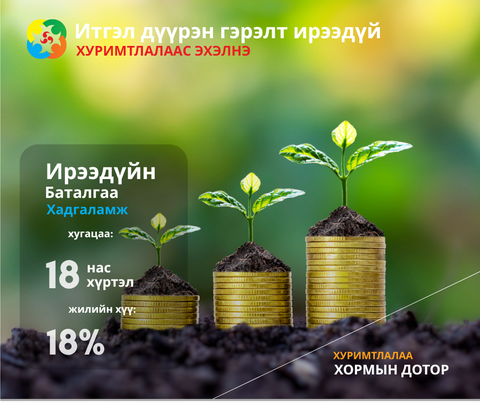 Итгэл дүүрэн гэрэлт ирээдүй
ХУРИМТЛАЛААС ЭХЭЛНЭ
Ирээдүйн
Баталгаа
Хадгаламж
хугацаа:
18 нас
хүртэл
жилийн хүү:
18%
ХУРИМТЛАЛАА
ХОРМЫН ДОТОР